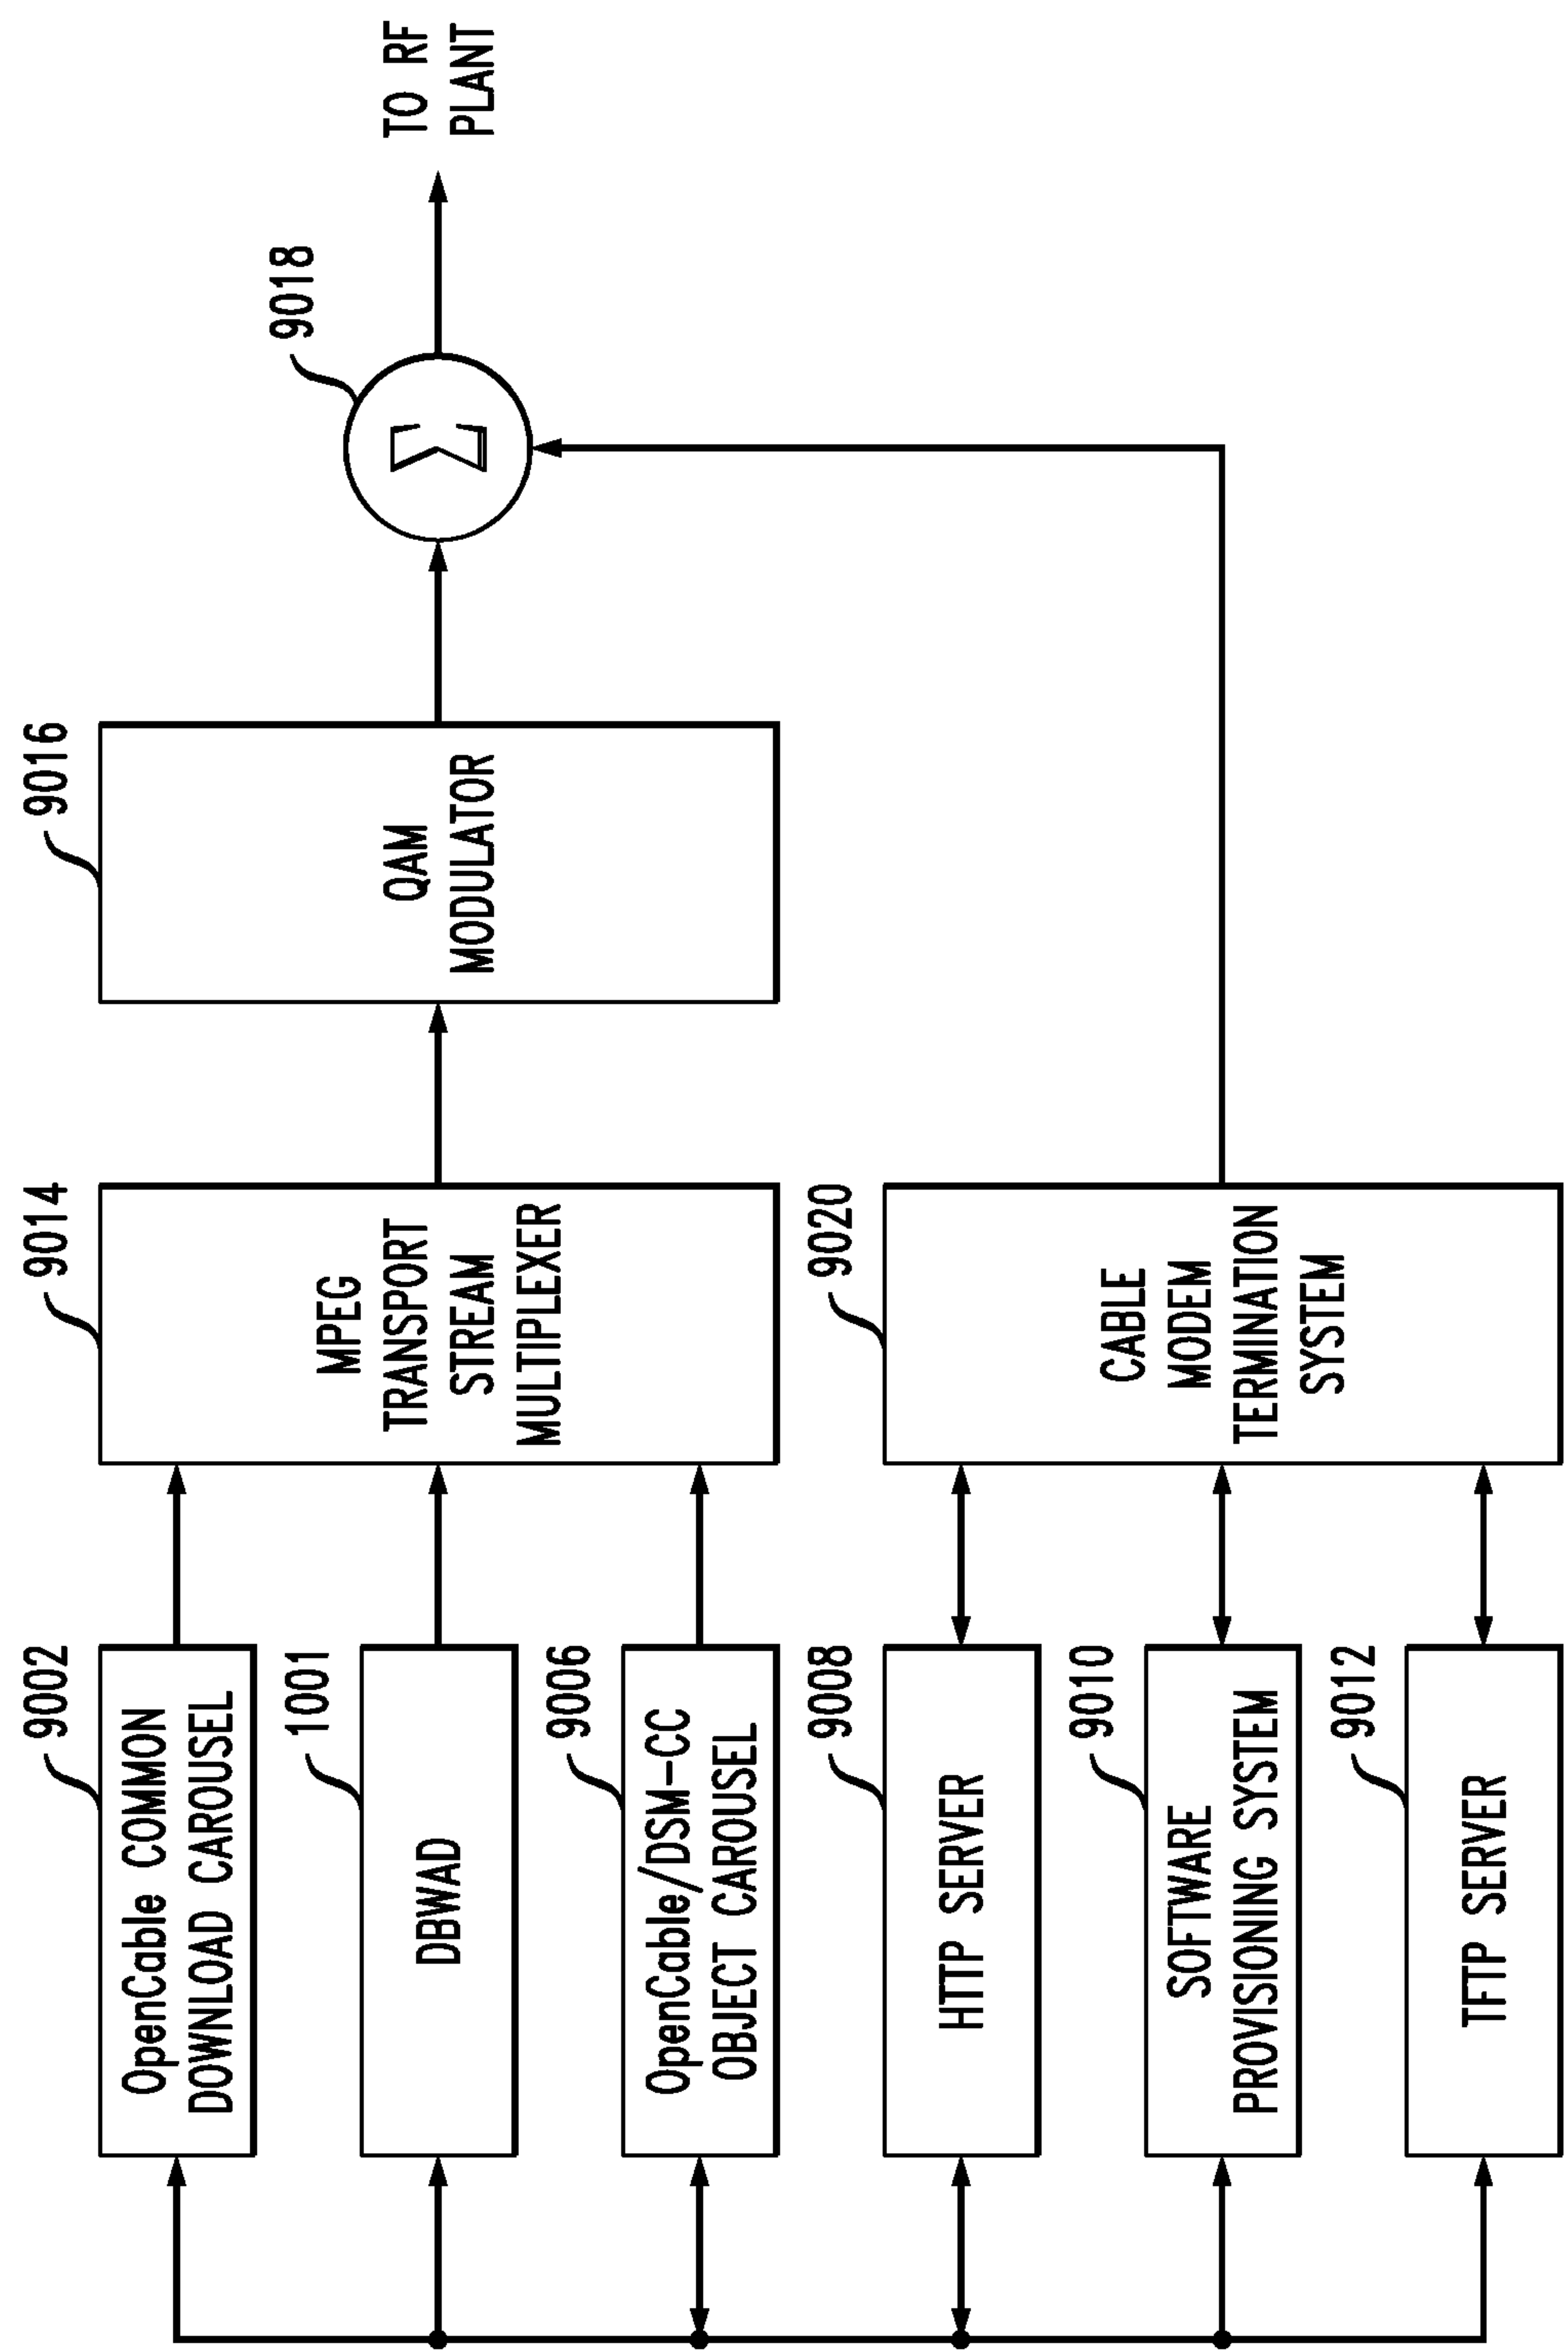 9002
OpenCable COMMON
DOWNLOAD CAROUSEL
1001
DBWAD
9006
OpenCable/DSM-CC
OBJECT CAROUSEL
9008
HTTP SERVER
9010
SOFTWARE
PROVISIONING SYSTEM
9012
TFTP SERVER
9014
MPEG
TRANSPORT
STREAM
MULTIPLEXER
9020
CABLE
MODEM
TERMINATION
SYSTEM
9016
QAM
MODULATOR
9018
Σ
TO RF
PLANT